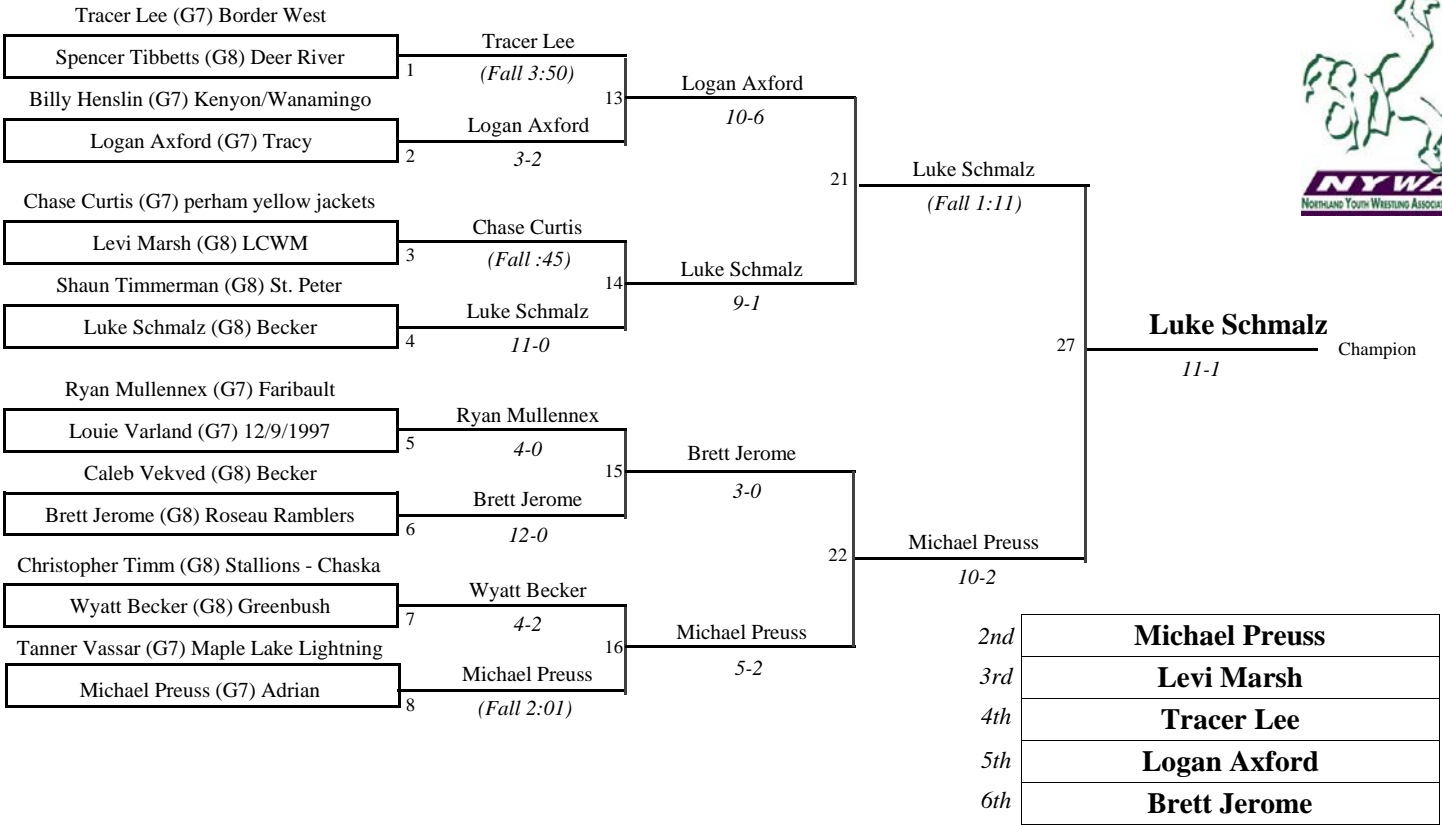 Tracer Lee (G7) Border West
Spencer Tibbetts (G8) Deer River
1
Tracer Lee
(Fall 3:50)
Billy Henslin (G7) Kenyon/Wanamingo
Logan Axford (G7) Tracy
2
Logan Axford
3-2
13
Logan Axford
10-6
Chase Curtis (G7) perham yellow jackets
Levi Marsh (G8) LCWM
3
Chase Curtis
(Fall :45)
Shaun Timmerman (G8) St. Peter
Luke Schmalz (G8) Becker
4
Luke Schmalz
11-0
14
Luke Schmalz
9-1
21
Luke Schmalz
(Fall 1:11)
Ryan Mullennex (G7) Faribault
Louie Varland (G7) 12/9/1997
5
Ryan Mullennex
4-0
Caleb Vekved (G8) Becker
Brett Jerome (G8) Roseau Ramblers
6
Brett Jerome
12-0
15
Brett Jerome
3-0
Christopher Timm (G8) Stallions - Chaska
Wyatt Becker (G8) Greenbush
7
Wyatt Becker
4-2
Tanner Vassar (G7) Maple Lake Lightning
Michael Preuss (G7) Adrian
8
Michael Preuss
(Fall 2:01)
16
Michael Preuss
5-2
22
Michael Preuss
10-2
27
Luke Schmalz
Champion
11-1
2nd Michael Preuss
3rd Levi Marsh
4th Tracer Lee
5th Logan Axford
6th Brett Jerome
NYWA
NORTHLAND YOUTH WRESTLING